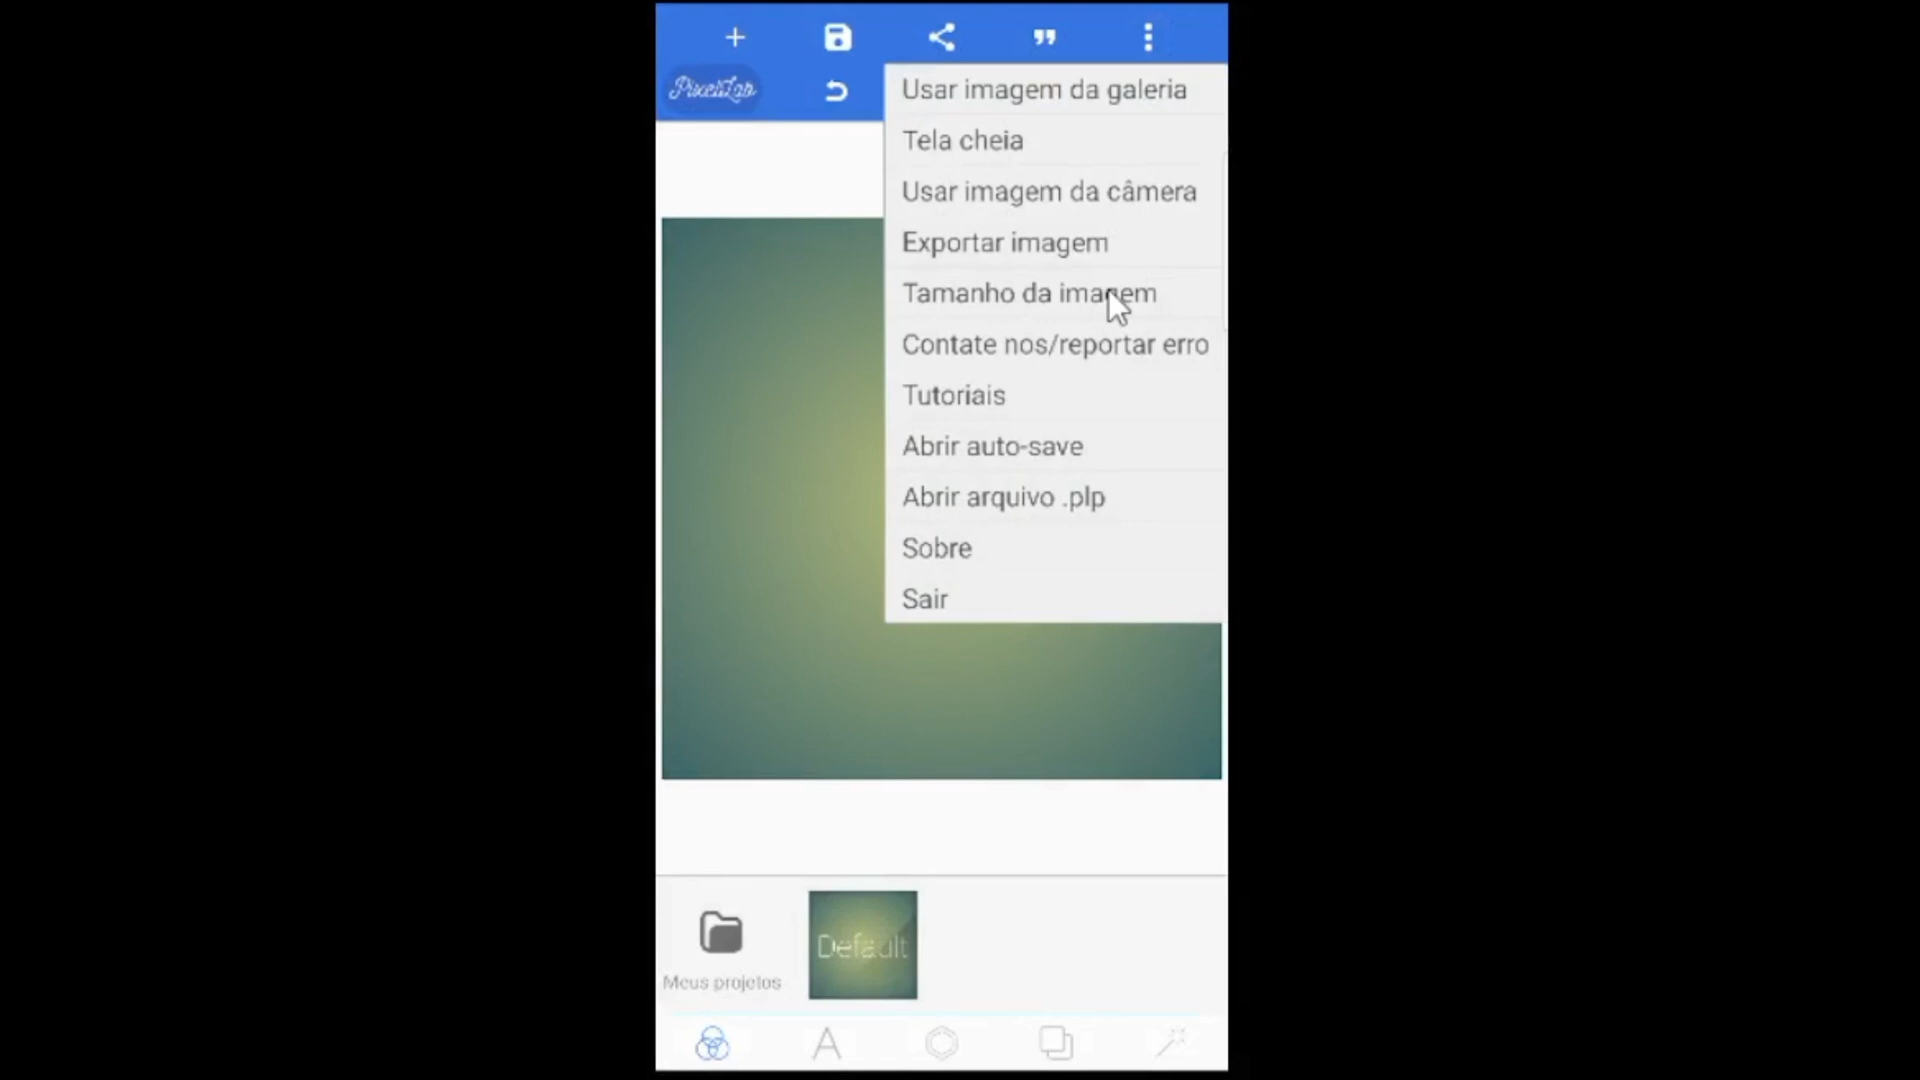 PixelLab
Usar imagem da galeria
Tela cheia
Usar imagem da câmera
Exportar imagem
Tamanho da imagem
Contate nos/reportar erro
Tutoriais
Abrir auto-save
Abrir arquivo .plp
Sobre
Sair
Default
Meus projetos
A